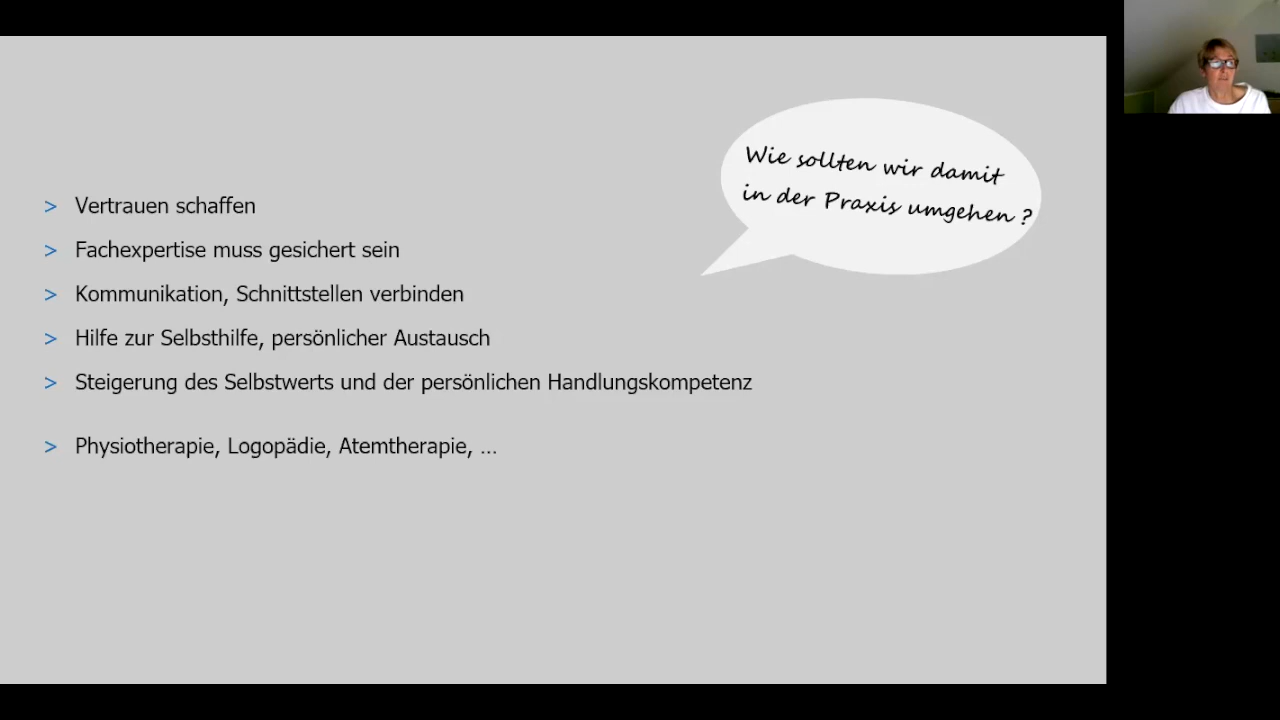 Wie sollten wir damit
in der Praxis umgehen ?
> Vertrauen schaffen
> Fachexpertise muss gesichert sein
> Kommunikation, Schnittstellen verbinden
> Hilfe zur Selbsthilfe, persönlicher Austausch
> Steigerung des Selbstwerts und der persönlichen Handlungskompetenz
> Physiotherapie, Logopädie, Atemtherapie, ...